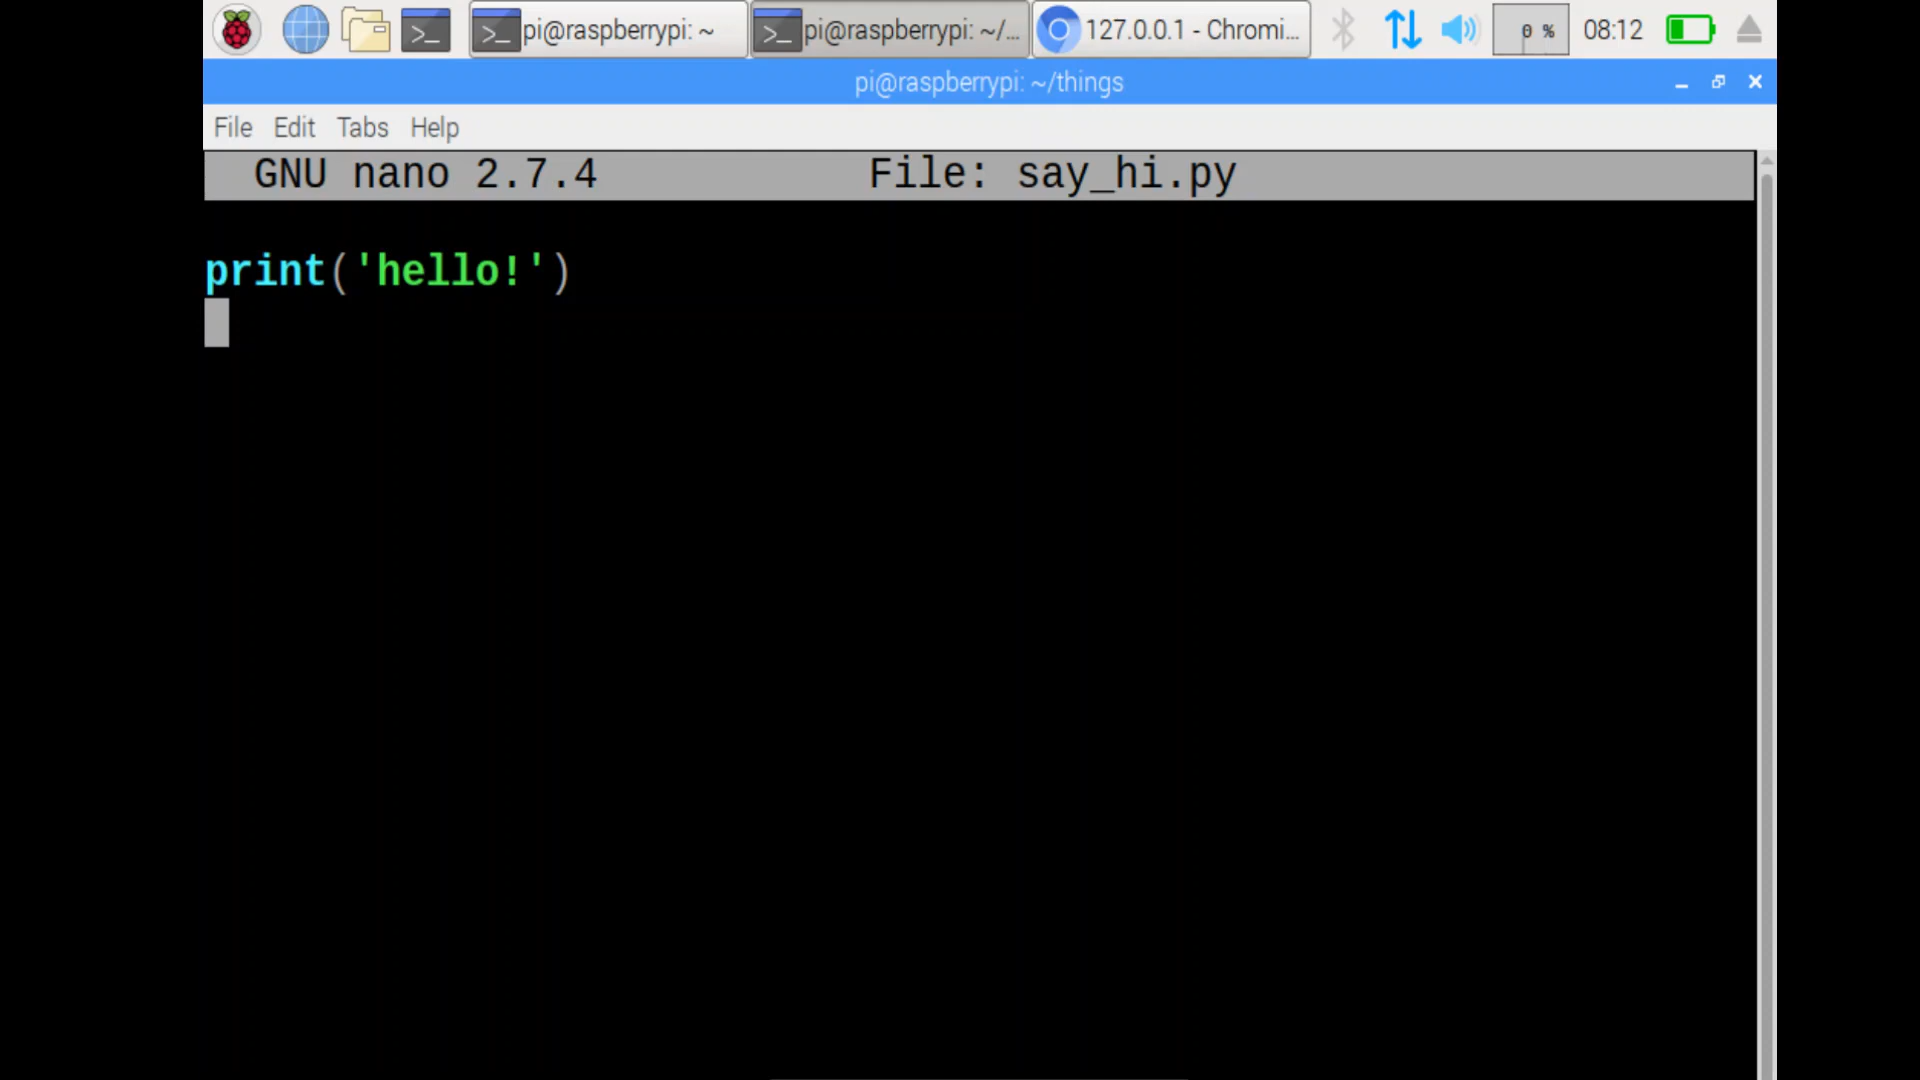 >_ >_ pi@raspberrypi: ~ >_ pi@raspberrypi: ~/... 127.0.0.1 - Chromi... 0 % 08:12
pi@raspberrypi: ~/things
File Edit Tabs Help
GNU nano 2.7.4 File: say_hi.py
print('hello!')